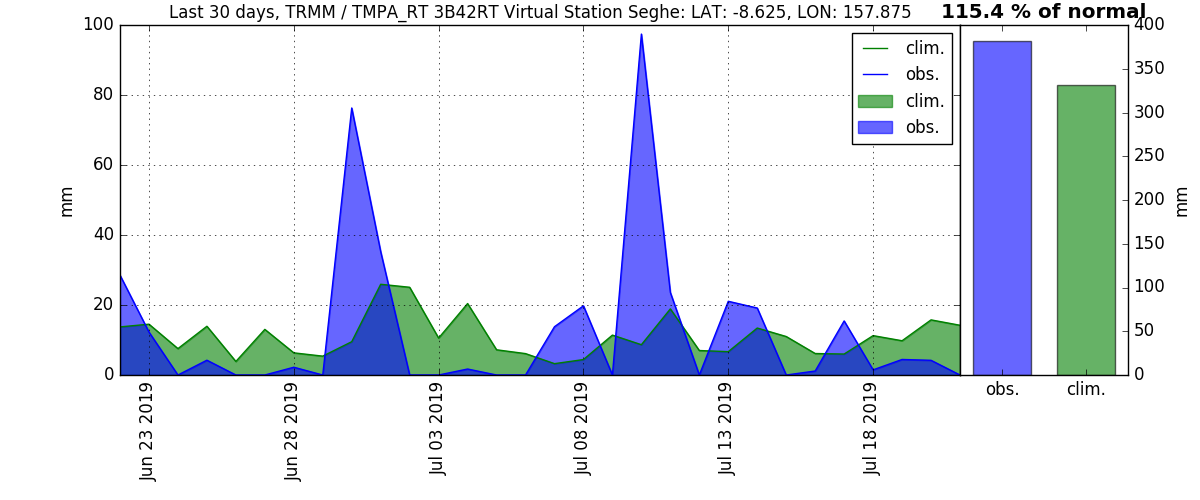 Last 30 days, TRMM / TMPA_RT 3B42RT Virtual Station Seghe: LAT: -8.625, LON: 157.875
115.4 % of normal
100
80
60
40
20
0
mm
clim.
obs.
clim.
obs.
400
350
300
250
200
150
100
50
0
mm
Jun 23 2019
Jun 28 2019
Jul 03 2019
Jul 08 2019
Jul 13 2019
Jul 18 2019
obs.
clim.